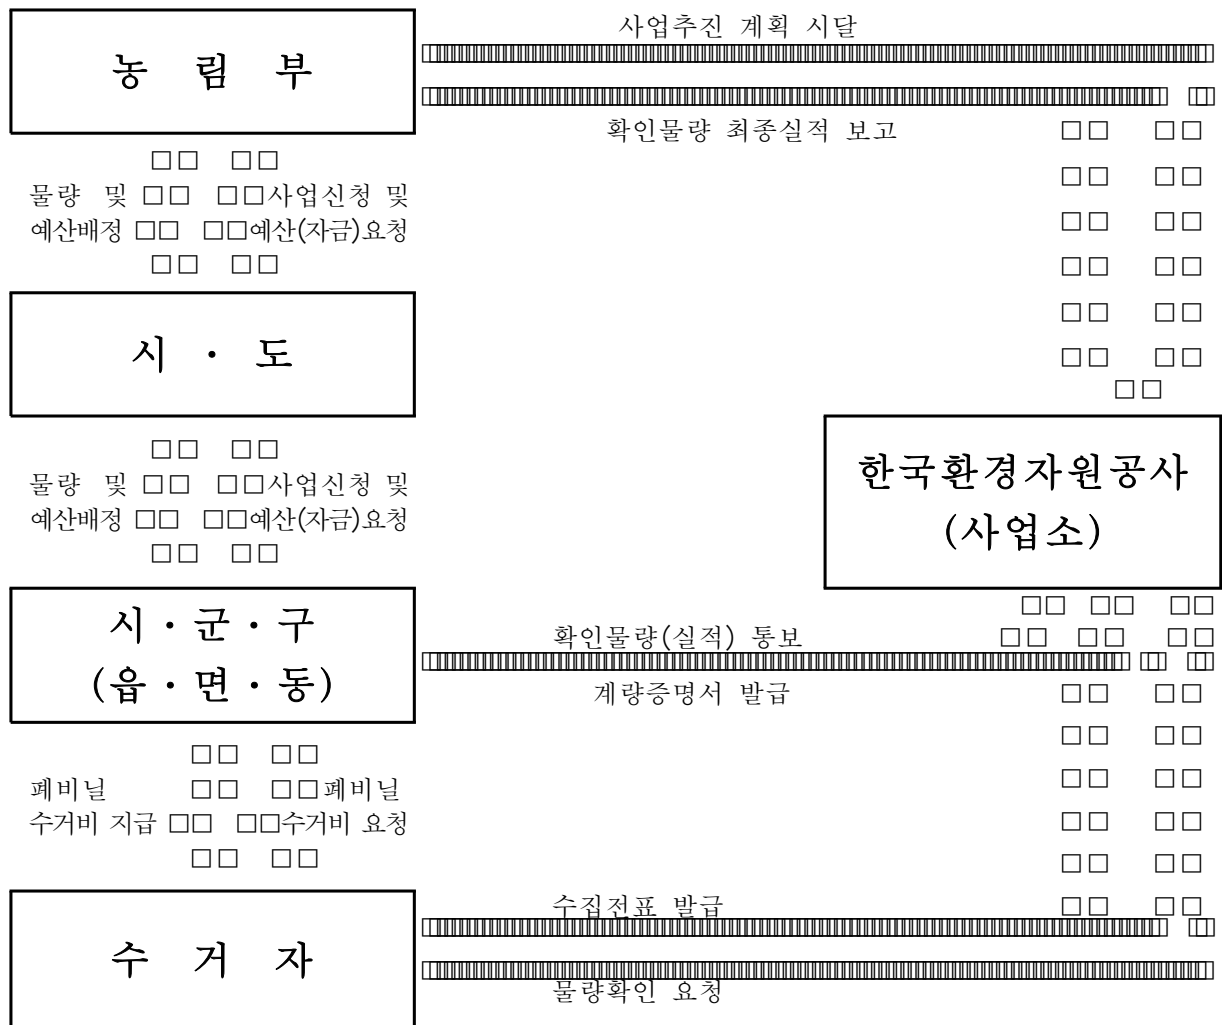 사업추진 계획 시달
농 림 부
확인물량 최종실적 보고
물량 및 사업신청 및
예산배정 예산(자금)요청
시 · 도
물량 및 사업신청 및
예산배정 예산(자금)요청
한국환경자원공사
(사업소)
시 · 군 · 구
(읍 · 면 · 동)
확인물량(실적) 통보
계량증명서 발급
폐비닐 폐비닐
수거비 지급 수거비 요청
수집전표 발급
수 거 자
물량확인 요청